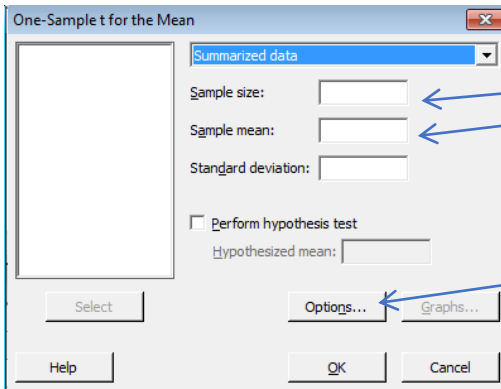 One-Sample t for the Mean
Summarized data
Sample size:
Sample mean:
Standard deviation:
Perform hypothesis test
Hypothesized mean:
Select
Options...
Graphs...
Help
OK
Cancel